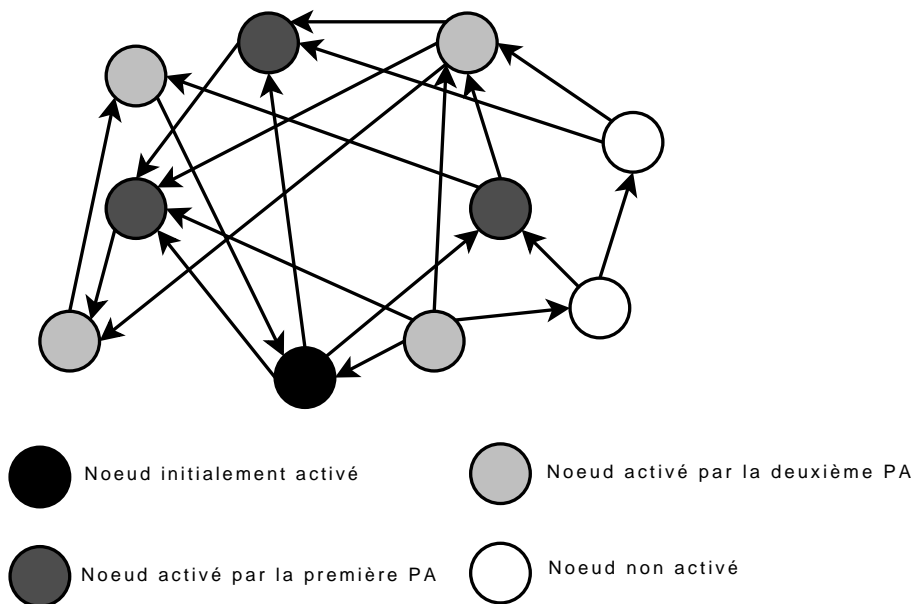 Noeud initialement activé
Noeud activé par la deuxième PA
Noeud activé par la première PA
Noeud non activé